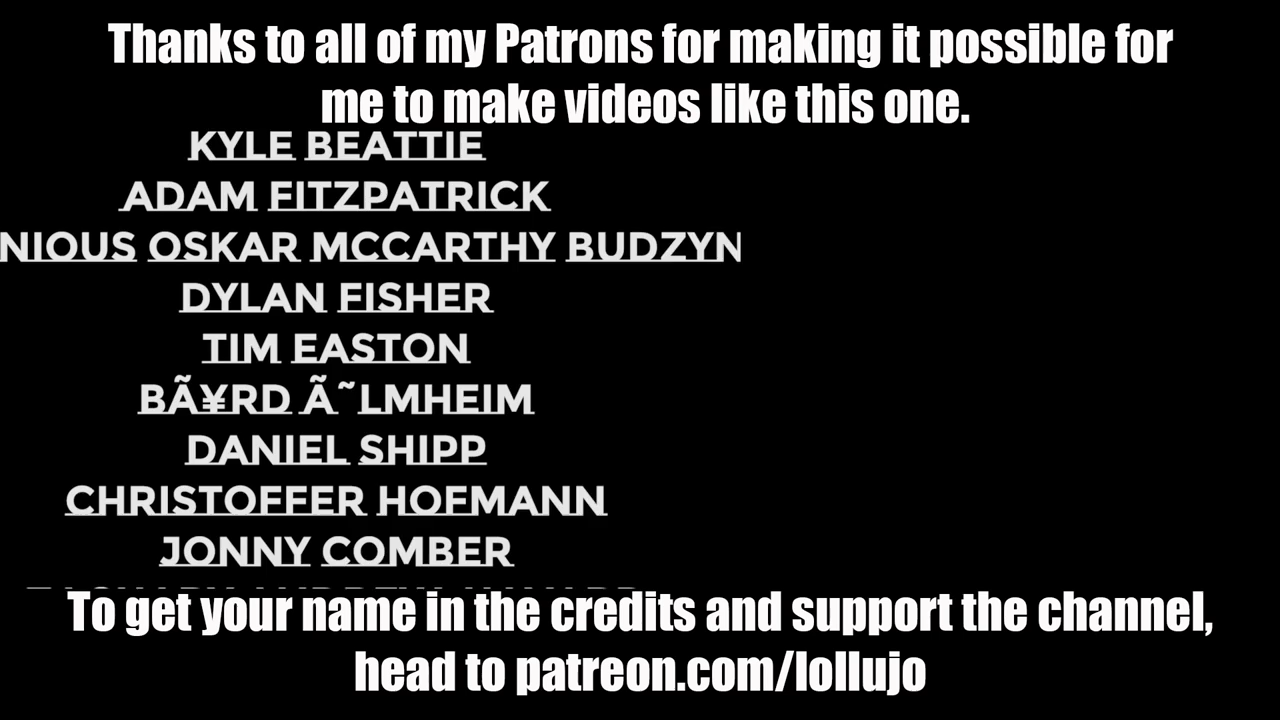 Thanks to all of my Patrons for making it possible for
me to make videos like this one.
KYLE BEATTIE
ADAM FITZPATRICK
NIOUS OSKAR MCCARTHY BUDZYN
DYLAN FISHER
TIM EASTON
BÃ¥RD Ã˜LMHEIM
DANIEL SHIPP
CHRISTOFFER HOFMANN
JONNY COMBER
To get your name in the credits and support the channel,
head to patreon.com/lollujo